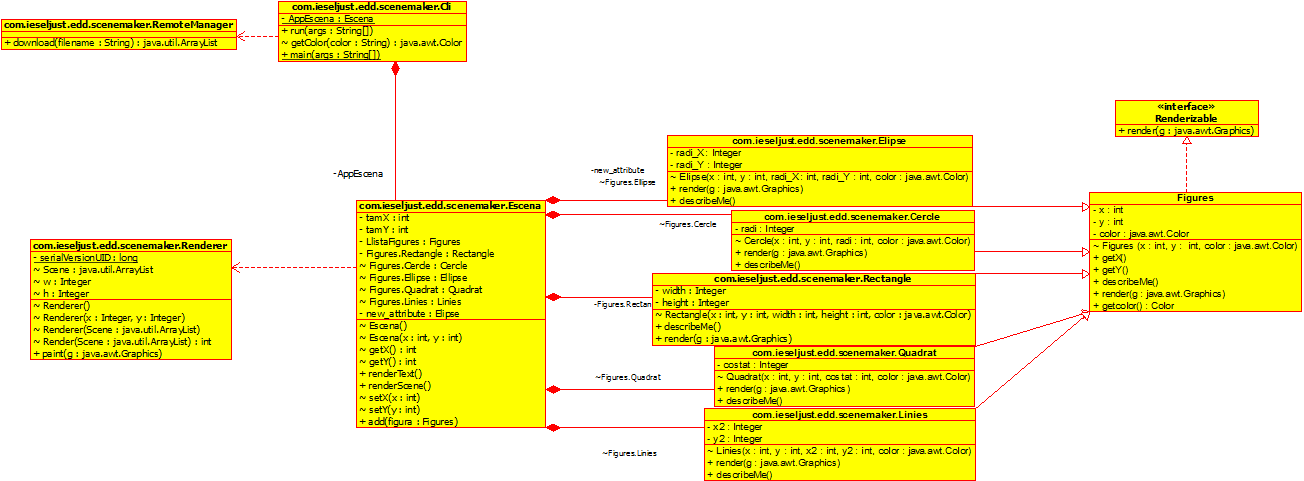 com.ieseljust.edd.scenemaker.RemoteManager
+ download(filename : String) : java.util.ArrayList
com.ieseljust.edd.scenemaker.Cli
- AppEscena : Escena
+ run(args : String[])
~ getColor(color : String) : java.awt.Color
+ main(args : String[])
-AppEscena
com.ieseljust.edd.scenemaker.Renderer
- serialVersionUID : long
~ Scene : java.util.ArrayList
~ w : Integer
~ h : Integer
~ Renderer()
~ Renderer(x : Integer, y : Integer)
~ Renderer(Scene : java.util.ArrayList)
~ Render(Scene : java.util.ArrayList) : int
+ paint(g : java.awt.Graphics)
com.ieseljust.edd.scenemaker.Escena
- tamX : int
- tamY : int
- LlistaFigures : Figures
- Figures.Rectangle : Rectangle
~ Figures.Cercle : Cercle
~ Figures.Ellipse : Ellipse
~ Figures.Quadrat : Quadrat
~ Figures.Linies : Linies
- new_attribute : Elipse
~ Escena()
~ Escena(x : int, y : int)
~ getX() : int
~ getY() : int
+ renderText()
+ renderScene()
~ setX(x : int)
~ setY(y : int)
+ add(figura : Figures)
-new_attribute
~Figures.Elipse
~Figures.Cercle
-Figures.Rectan
~Figures.Quadrat
~Figures.Linies
com.ieseljust.edd.scenemaker.Elipse
- radi_X : Integer
- radi_Y : Integer
~ Elipse(x : int, y : int, radi_X: int, radi_Y : int, color : java.awt.Color)
+ render(g : java.awt.Graphics)
+ describeMe()
com.ieseljust.edd.scenemaker.Cercle
- radi : Integer
~ Cercle(x : int, y : int, radi : int, color : java.awt.Color)
+ render(g : java.awt.Graphics)
+ describeMe()
com.ieseljust.edd.scenemaker.Rectangle
- width : Integer
- height : Integer
~ Rectangle(x : int, y : int, width : int, height : int, color : java.awt.Color)
+ describeMe()
+ render(g : java.awt.Graphics)
com.ieseljust.edd.scenemaker.Quadrat
- costat : Integer
~ Quadrat(x : int, y : int, costat : int, color : java.awt.Color)
+ render(g : java.awt.Graphics)
+ describeMe()
com.ieseljust.edd.scenemaker.Linies
- x2 : Integer
- y2 : Integer
~ Linies(x : int, y : int, x2 : int, y2 : int, color : java.awt.Color)
+ render(g : java.awt.Graphics)
+ describeMe()
«interface»
Renderizable
+ render(g : java.awt.Graphics)
Figures
- x : int
- y : int
- color : java.awt.Color
~ Figures (x : int, y : int, color : java.awt.Color)
+ getX()
+ getY()
+ describeMe()
+ render(g : java.awt.Graphics)
+ getcolor() : Color